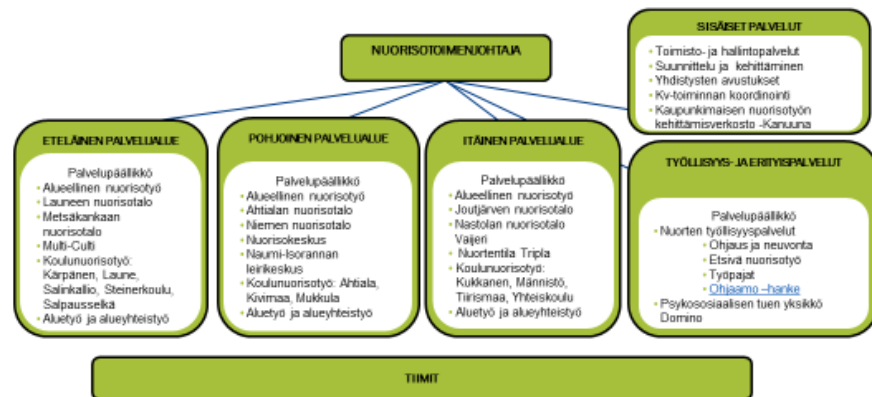 NUORISOTOIMENJOHTAJA
SISÄISET PALVELUT
• Toimisto- ja hallintopalvelut
• Suunnittelu ja kehittäminen
• Yhdistysten avustukset
• Kv-toiminnan koordinointi
• Kaupunkimaisen nuorisotyön
kehittämisverkosto -Kanuuna
ETELÄINEN PALVELUALUE
Palvelupäällikkö
• Alueellinen nuorisotyö
• Launeen nuorisotalo
• Metsäkankaan
nuorisotalo
• Multi-Culti
• Koulunuorisotyö:
Kärpänen, Laune,
Salinkallio, Steinerkoulu,
Salpausselkä
• Aluetyö ja alueyhteistyö
POHJOINEN PALVELUALUE
Palvelupäällikkö
• Alueellinen nuorisotyö
• Ahtialan nuorisotalo
• Niemen nuorisotalo
• Nuorisokeskus
• Naumi-Isorannan
leirikeskus
• Koulunuorisotyö: Ahtiala,
Kivimaa, Mukkula
• Aluetyö ja alueyhteistyö
ITÄINEN PALVELUALUE
Palvelupäällikkö
• Alueellinen nuorisotyö
• Joutjärven nuorisotalo
• Nastolan nuorisotalo
Vaijeri
• Nuortentila Tripla
• Koulunuorisotyö:
Kukkanen, Männistö,
Tiirismaa, Yhteiskoulu
• Aluetyö ja alueyhteistyö
TYÖLLISYYS- JA ERITYISPALVELUT
Palvelupäällikkö
• Nuorten työllisyyspalvelut
• Ohjaus ja neuvonta
• Etsivä nuorisotyö
• Työpajat
• Ohjaamo –hanke
• Psykososiaalisen tuen yksikkö
Domino
TIIMIT